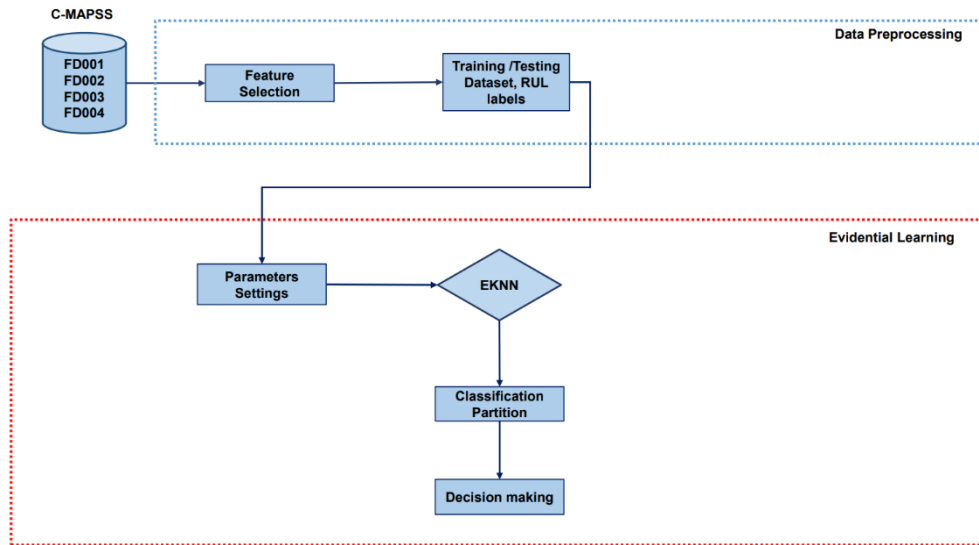 C-MAPSS
FD001
FD002
FD003
FD004
Data Preprocessing
Feature
Selection
Training /Testing
Dataset, RUL
labels
Evidential Learning
Parameters
Settings
EKNN
Classification
Partition
Decision making